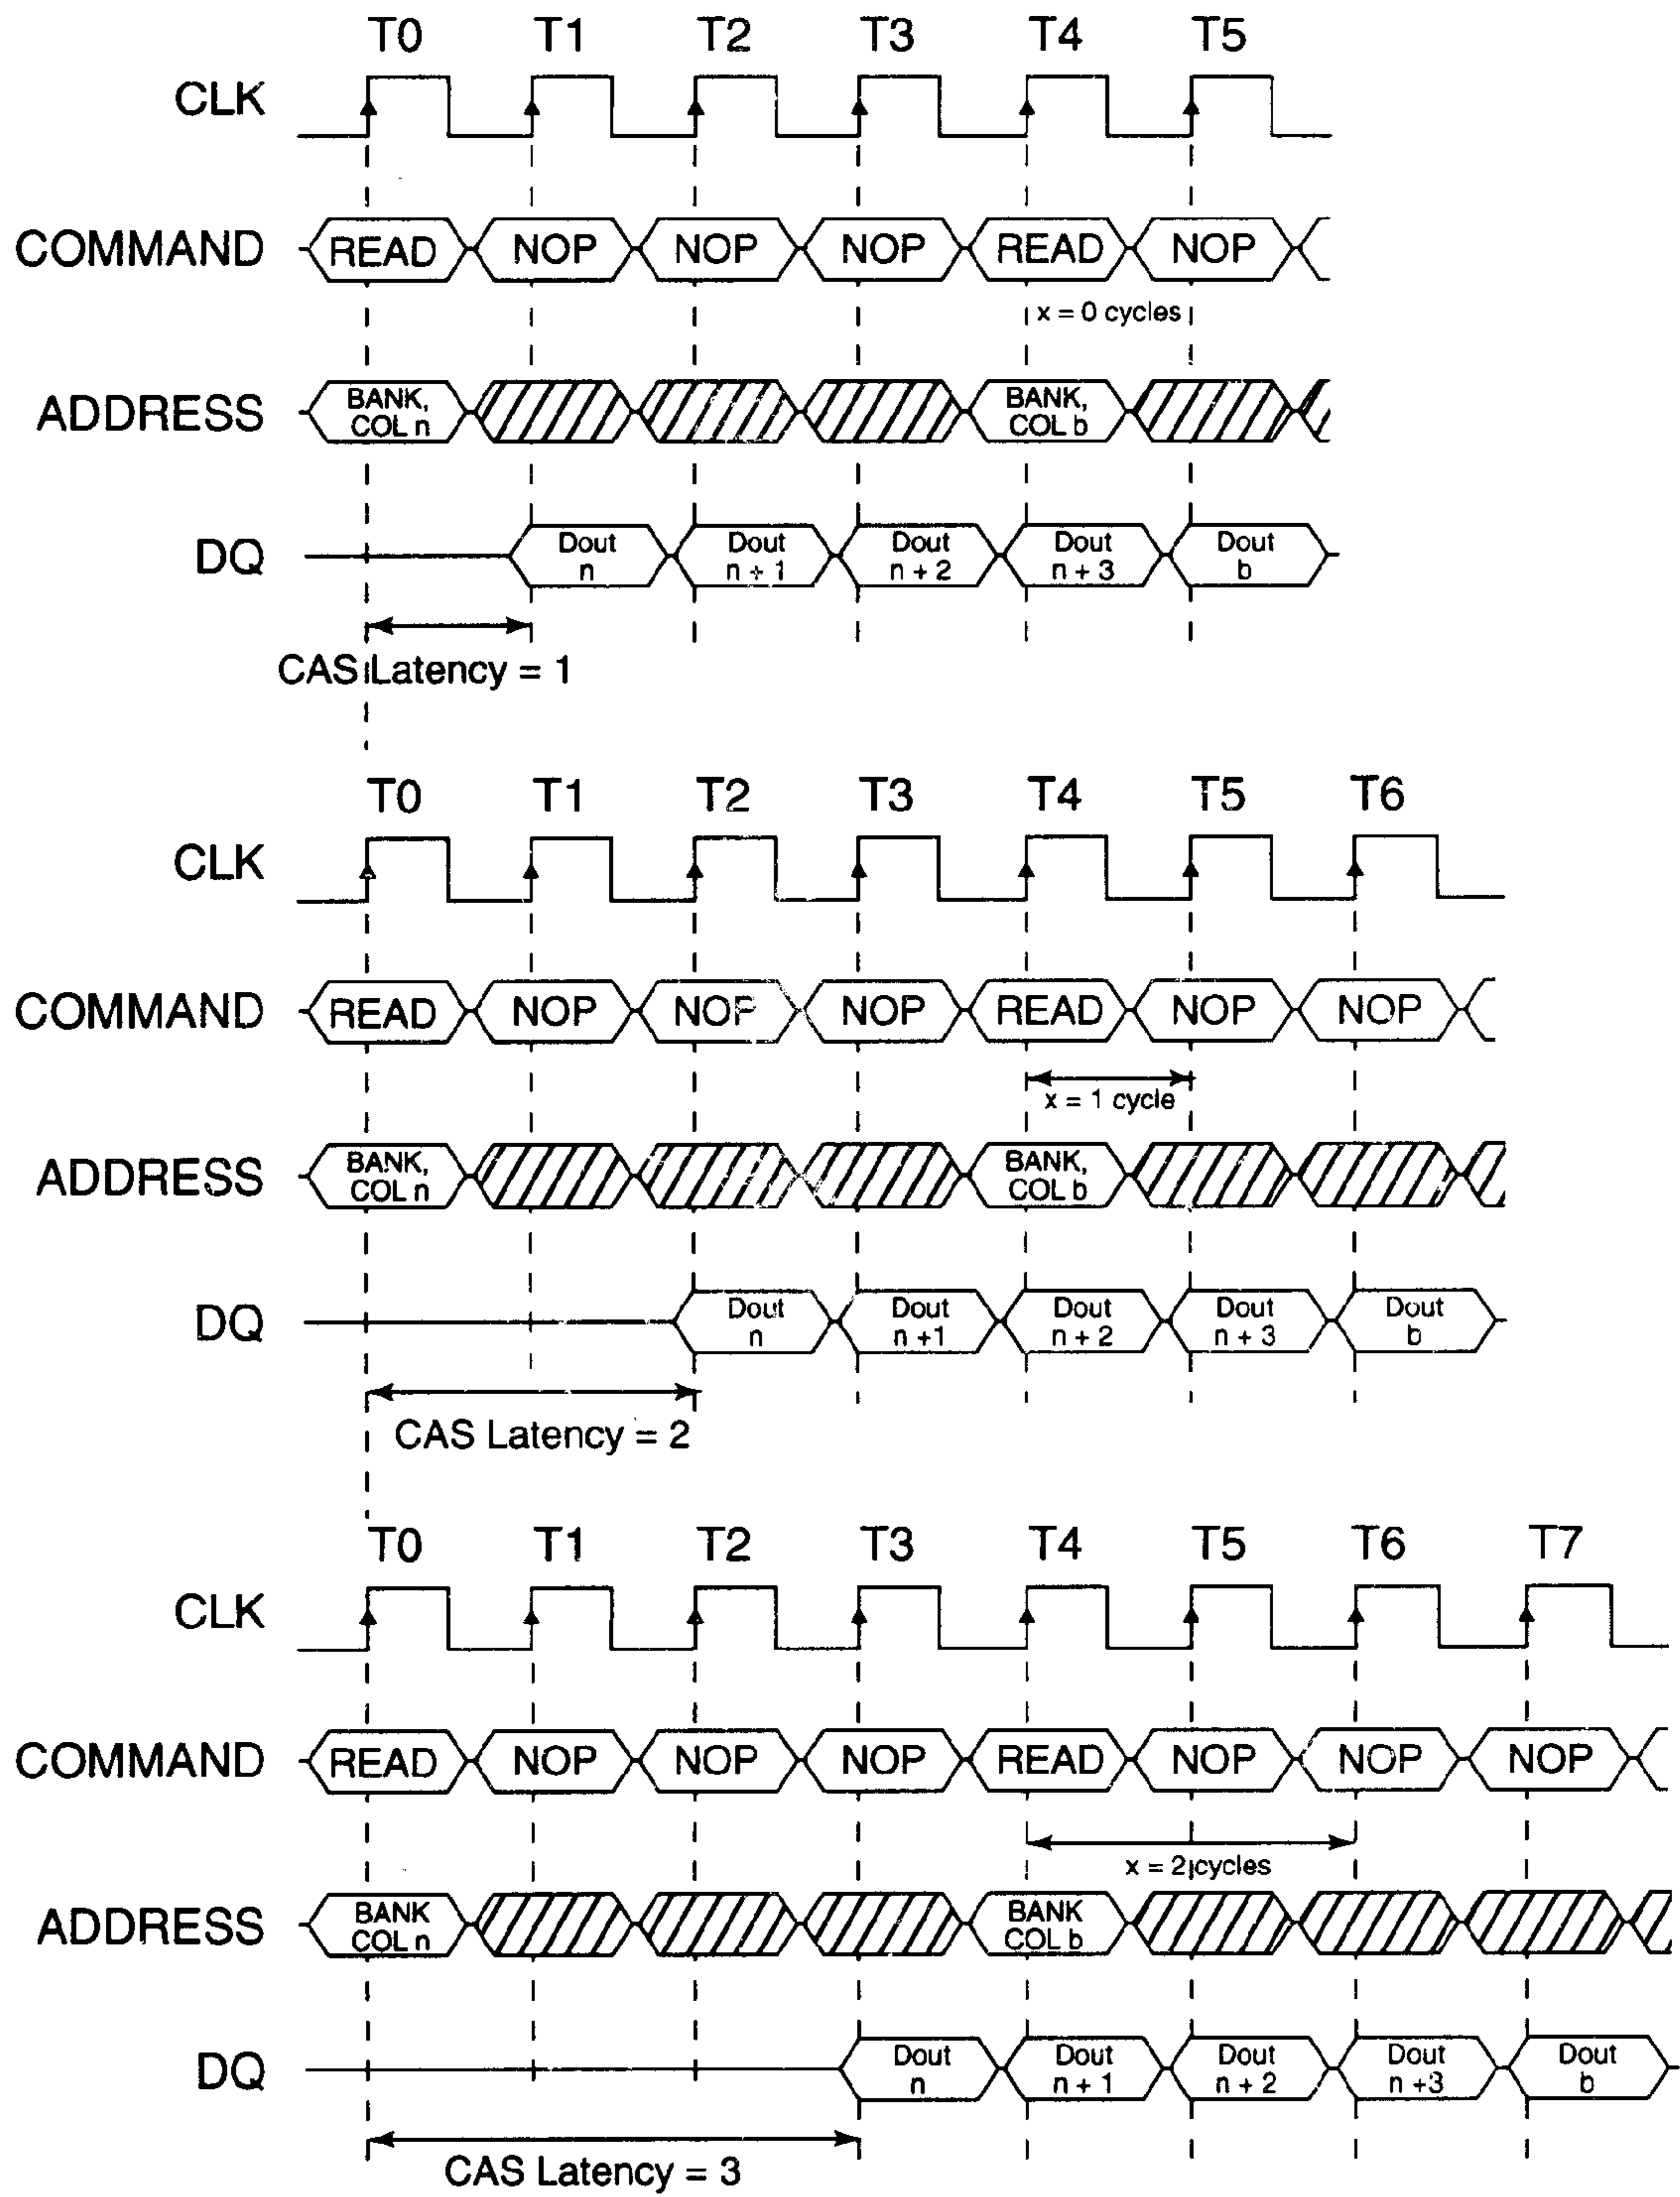 T0 T1 T2 T3 T4 T5
CLK
COMMAND READ NOP NOP NOP READ NOP
x = 0 cycles
ADDRESS BANK, COL n BANK, COL b
DQ Dout n Dout n + 1 Dout n + 2 Dout n + 3 Dout b
CAS Latency = 1
T0 T1 T2 T3 T4 T5 T6
CLK
COMMAND READ NOP NOP NOP READ NOP NOP
x = 1 cycle
ADDRESS BANK, COL n BANK, COL b
DQ Dout n Dout n +1 Dout n + 2 Dout n + 3 Dout b
CAS Latency = 2
T0 T1 T2 T3 T4 T5 T6 T7
CLK
COMMAND READ NOP NOP NOP READ NOP NOP NOP
x = 2 cycles
ADDRESS BANK COL n BANK COL b
DQ Dout n Dout n + 1 Dout n + 2 Dout n +3 Dout b
CAS Latency = 3